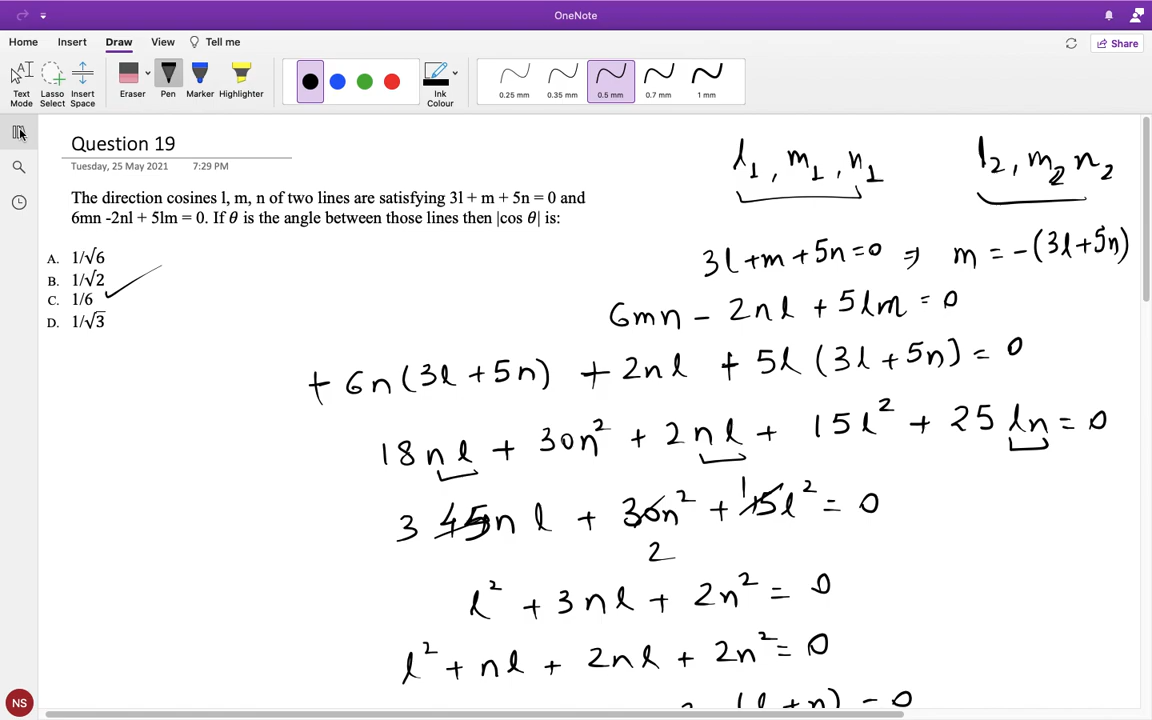 OneNote
Home Insert Draw View Tell me Share
Text Mode Lasso Select Insert Space Eraser Pen Marker Highlighter Ink Colour 0.25 mm 0.35 mm 0.5 mm 0.7 mm 1 mm
Question 19
Tuesday, 25 May 2021 7:29 PM
The direction cosines l, m, n of two lines are satisfying 3l + m + 5n = 0 and
6mn -2nl + 5lm = 0. If θ is the angle between those lines then |cos θ| is:
A. 1/√6
B. 1/√2
C. 1/6
D. 1/√3
l₁, m₁, n₁ l₂, m₂ n₂
3l + m + 5n = 0 ⇒ m = -(3l + 5n)
6mn - 2nl + 5lm = 0
+ 6n(3l + 5n) + 2nl + 5l (3l + 5n) = 0
18nl + 30n² + 2nl + 15l² + 25 ln = 0
3 45nl + 30n² + 1 15l² = 0
2
l² + 3nl + 2n² = 0
l² + nl + 2nl + 2n² = 0
(l + n) = 0
NS